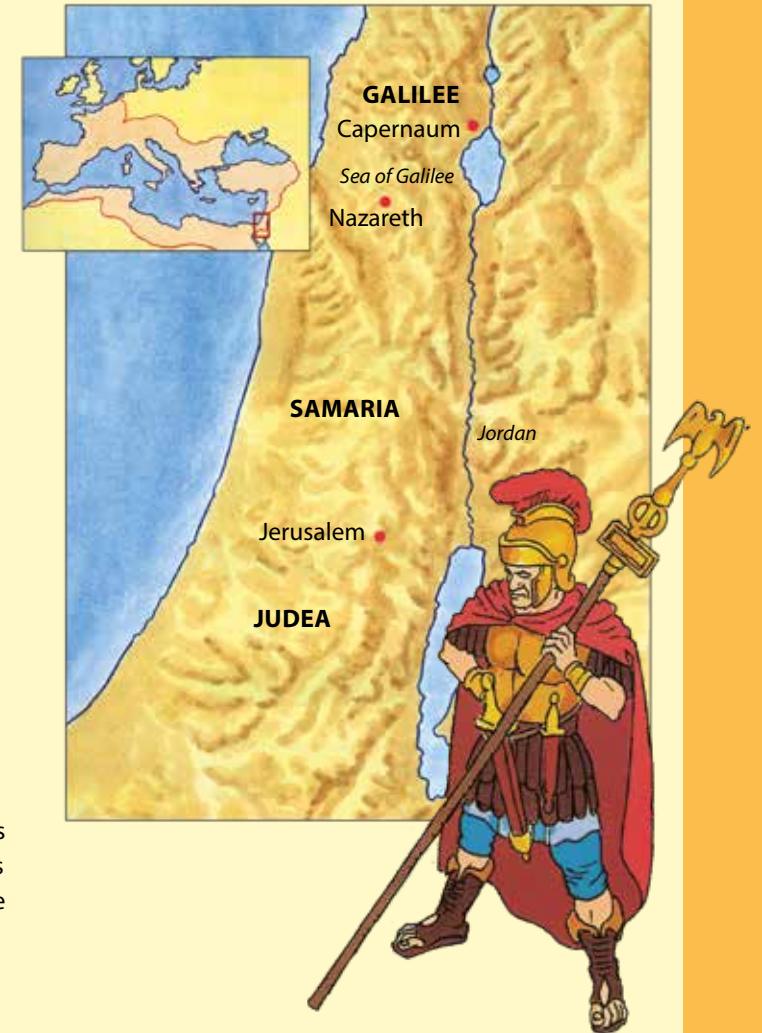 GALILEE
Capernaum
Sea of Galilee
Nazareth
SAMARIA
Jordan
Jerusalem
JUDEA